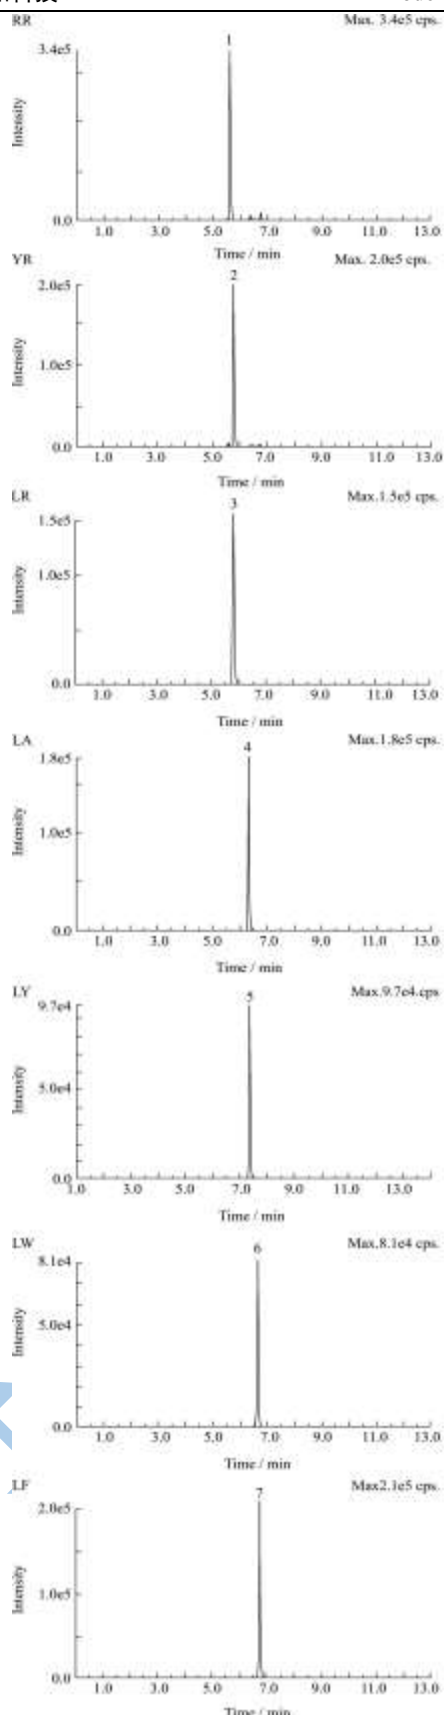 RR Max. 3.4e5 cps.
1
3.4e5
Intensity
0.0
1.0 3.0 5.0 7.0 9.0 11.0 13.0
Time / min
YR Max. 2.0e5 cps.
2
2.0e5
Intensity
1.0e5
0.0
1.0 3.0 5.0 7.0 9.0 11.0 13.0
Time / min
LR Max.1.5e5 cps.
3
1.5e5
1.0e5
Intensity
0.0
1.0 3.0 5.0 7.0 9.0 11.0 13.0
Time / min
LA Max.1.8e5 cps.
4
1.8e5
1.0e5
Intensity
0.0
1.0 3.0 5.0 7.0 9.0 11.0 13.0
Time / min
LY Max.9.7e4.cps
5
9.7e4
5.0e4
Intensity
0.0
1.0 3.0 5.0 7.0 9.0 11.0 13.0
Time / min
LW Max.8.1e4 cps.
6
8.1e4
5.0e4
Intensity
0.0
1.0 3.0 5.0 7.0 9.0 11.0 13.0
Time / min
LF Max2.1e5 cps.
7
2.0e5
1.0e5
Intensity
0.0
1.0 3.0 5.0 7.0 9.0 11.0 13.0
Time / min